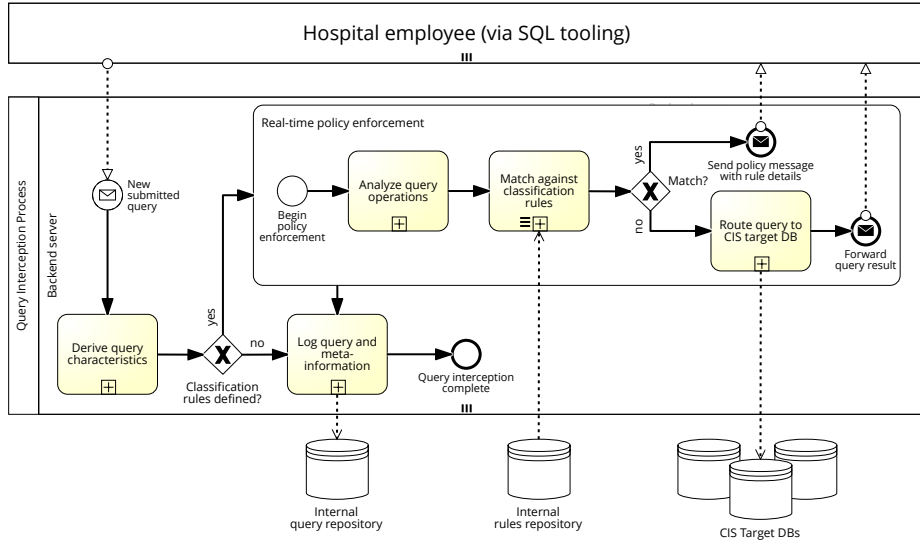 Hospital employee (via SQL tooling)
Query Interception Process
Backend server
New
submitted
query
Real-time policy enforcement
Begin
policy
enforcement
Analyze query
operations
Match against
classification
rules
yes
Match?
no
Send policy message
with rule details
Route query to
CIS target DB
Forward
query result
Derive query
characteristics
yes
no
Classification
rules defined?
Log query and
meta-
information
Query interception
complete
Internal
query repository
Internal
rules repository
CIS Target DBs